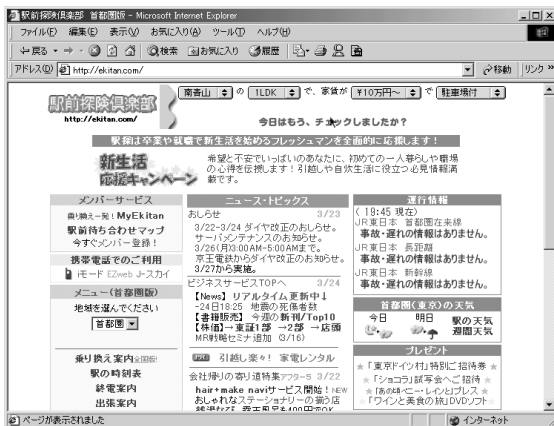 駅前探険倶楽部 首都圏版 - Microsoft Internet Explorer
ファイル(F) 編集(E) 表示(V) お気に入り(A) ツール(T) ヘルプ(H)
戻る 検索 お気に入り 履歴
アドレス(D) http://ekitan.com/ 移動 リンク »
駅前探険倶楽部
http://ekitan.com/
南青山 の 1LDK で、家賃が ¥10万円～ で 駐車場付
今日はもう、チェックしましたか?
駅探は卒業や就職で新生活を始めるフレッシュマンを全面的に応援します!
新生活
応援キャンペーン
希望と不安でいっぱいのあなたに、初めての一人暮らしや職場
の心得を伝授します!引越しや自炊生活に役立つ必見情報満
載です。
メンバーサービス
乗り換え一発!MyEkitan
駅前待ち合わせマップ
今すぐメンバー登録!
携帯電話でのご利用
iモード EZweb J-スカイ
メニュー(首都圏版)
地域を選んでください
首都圏
乗り換え案内全国版!
駅の時刻表
終電案内
出張案内
ニュース・トピックス
おしらせ 3/23
3/22-3/24 ダイヤ改正のおしらせ。
サーバメンテナンスのお知らせ。
3/26(月)3:00AM-5:00AMまで。
京王電鉄からダイヤ改正のお知らせ。
3/27から実施。
ビジネスサービスTOPへ 3/24
【News】リアルタイム更新中↓
-24日18:25 地震の死傷者数
【書籍販売】今週の新刊/Top10
【株価】→東証1部 →2部 →店頭
MR戦略セミナ追加 (3/16)
引越し楽々! 家電レンタル
会社帰りの寄り道特集アフター5 3/22
hair+make naviサービス開始!NEW
おしゃれなステーショナリーの揃う店
運行情報
( 19:45 現在)
JR東日本 首都圏在来線
事故・遅れの情報はありません。
JR東日本 長距離
事故・遅れの情報はありません。
JR東日本 新幹線
事故・遅れの情報はありません。
首都圏(東京)の天気
今日 明日 駅の天気
週間天気
プレゼント
★「東京ドイツ村」特別ご招待券★
★「ショコラ」試写会へご招待★
★「あの頃ペニー・レインと」プレス★
「ワインと美食の旅」DVDソフト
ページが表示されました インターネット